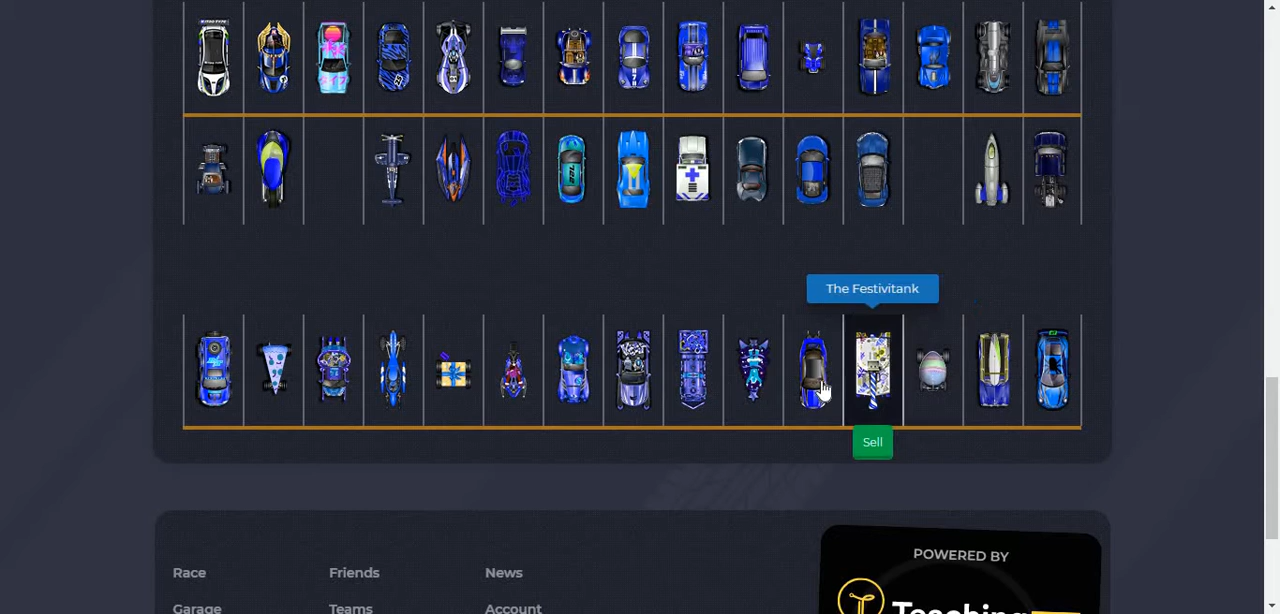 The Festivitank
Sell
POWERED BY
Race
Friends
News
Garage
Teams
Account